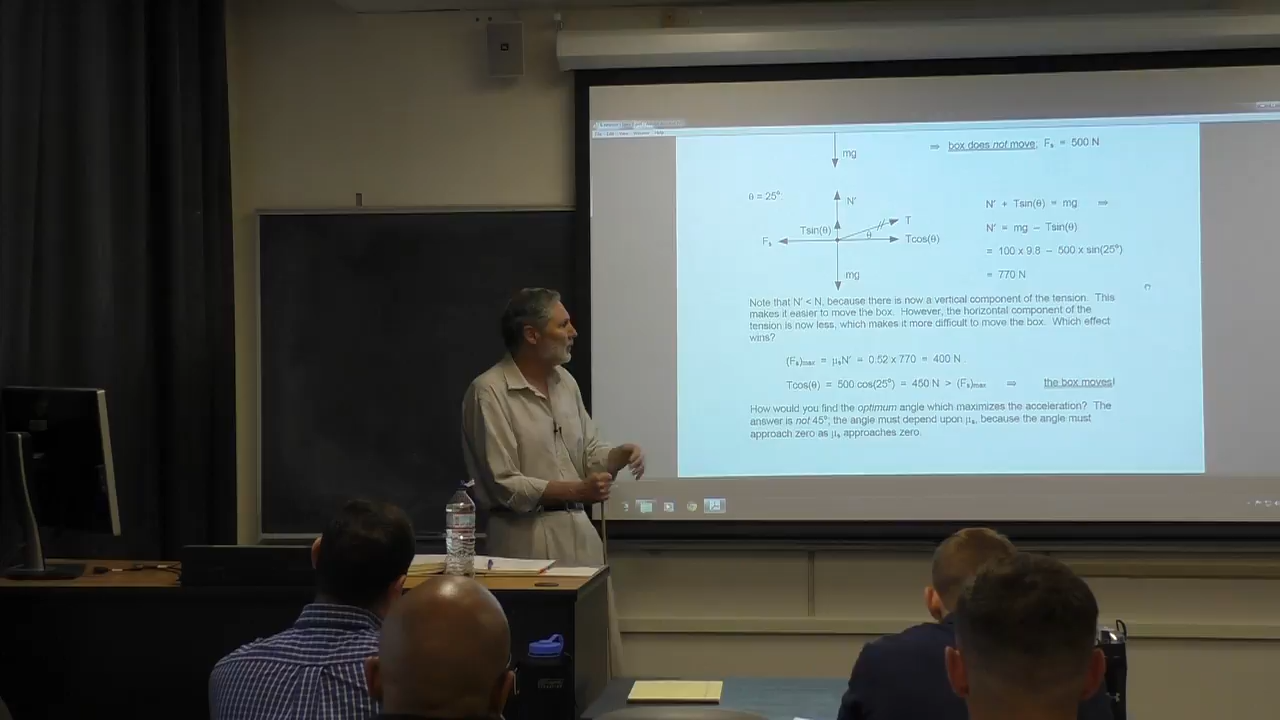 mg
⇒ box does not move; Fₛ = 500 N
θ = 25°
N'
T
Tsin(θ)
θ
Fₛ
Tcos(θ)
mg
N' + Tsin(θ) = mg ⇒
N' = mg − Tsin(θ)
= 100 x 9.8 − 500 x sin(25°)
= 770 N
Note that N' < N, because there is now a vertical component of the tension. This
makes it easier to move the box. However, the horizontal component of the
tension is now less, which makes it more difficult to move the box. Which effect
wins?
(Fₛ)max = μₛN' = 0.52 x 770 = 400 N
Tcos(θ) = 500 cos(25°) = 450 N > (Fₛ)max ⇒ the box moves!
How would you find the optimum angle which maximizes the acceleration? The
answer is not 45°; the angle must depend upon μₖ, because the angle must
approach zero as μₖ approaches zero.